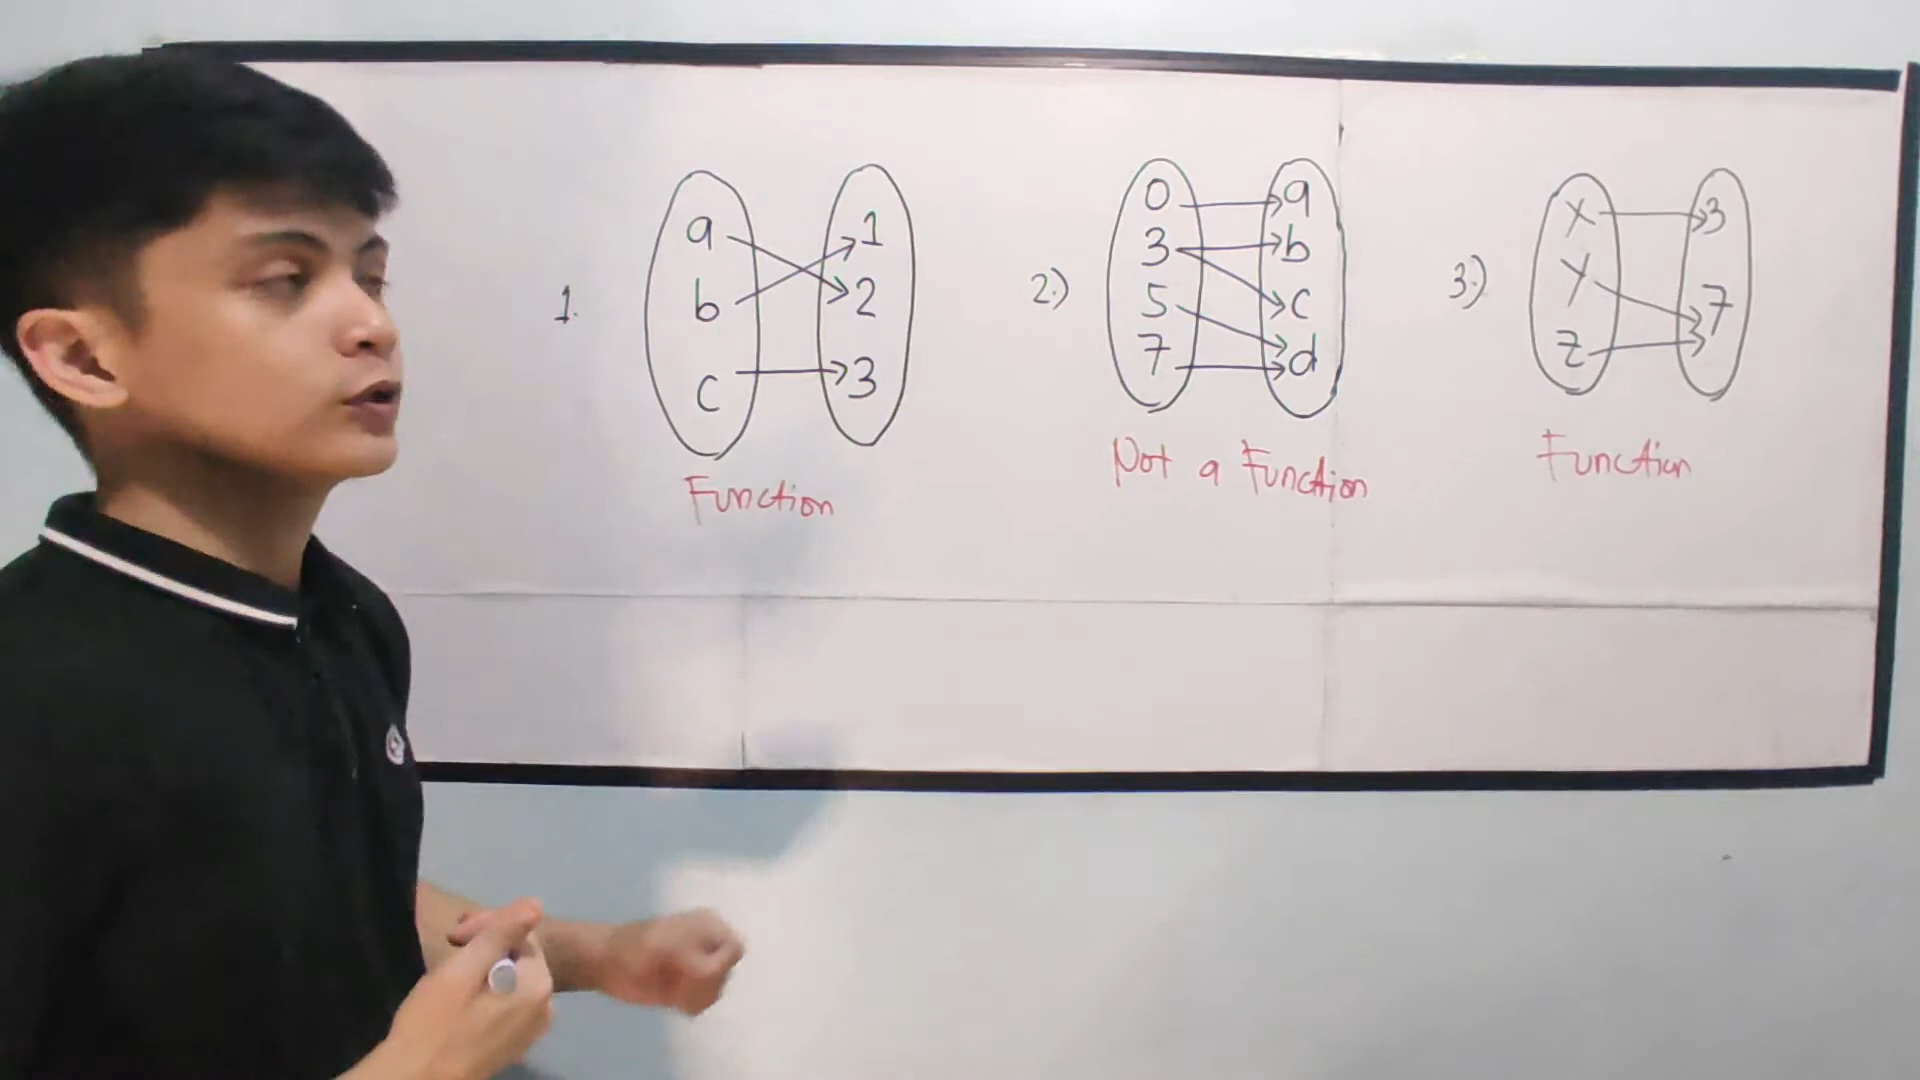 1.
a 1
b 2
c 3
Function
2.)
0 a
3 b
5 c
7 d
Not a Function
3.)
x 3
y 7
z
Function